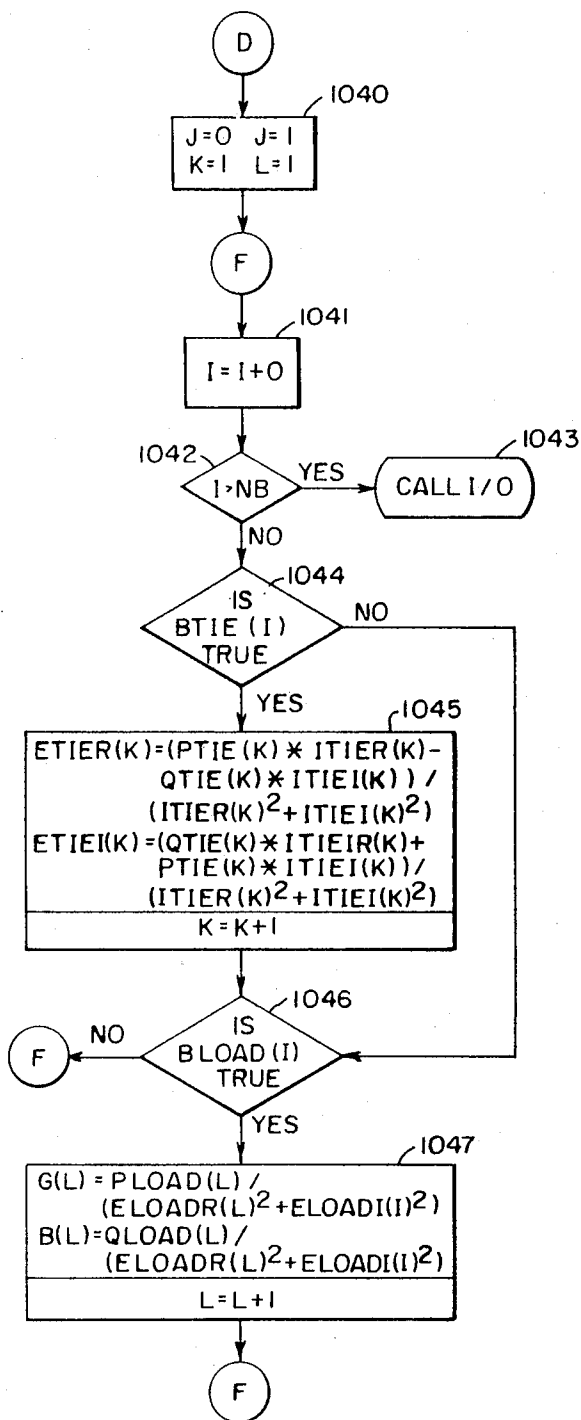 D
1040
J=0 J=1
K=1 L=1
F
1041
I=I+0
1042
I>NB
YES
1043
CALL I/O
NO
1044
IS
BTIE (I)
TRUE
NO
YES
1045
ETIER(K)=(PTIE(K) * ITIER(K)-
QTIE(K) * ITIEI(K)) /
(ITIER(K)²+ITIEI(K)²)
ETIEI(K)=(QTIE(K)*ITIEIR(K)+
PTIE(K)*ITIEI(K))/
(ITIER(K)²+ITIEI(K)²)
K=K+1
1046
IS
BLOAD(I)
TRUE
NO
F
YES
1047
G(L)=PLOAD(L)/
(ELOADR(L)²+ELOADI(I)²)
B(L)=QLOAD(L)/
(ELOADR(L)²+ELOADI(I)²)
L=L+1
F